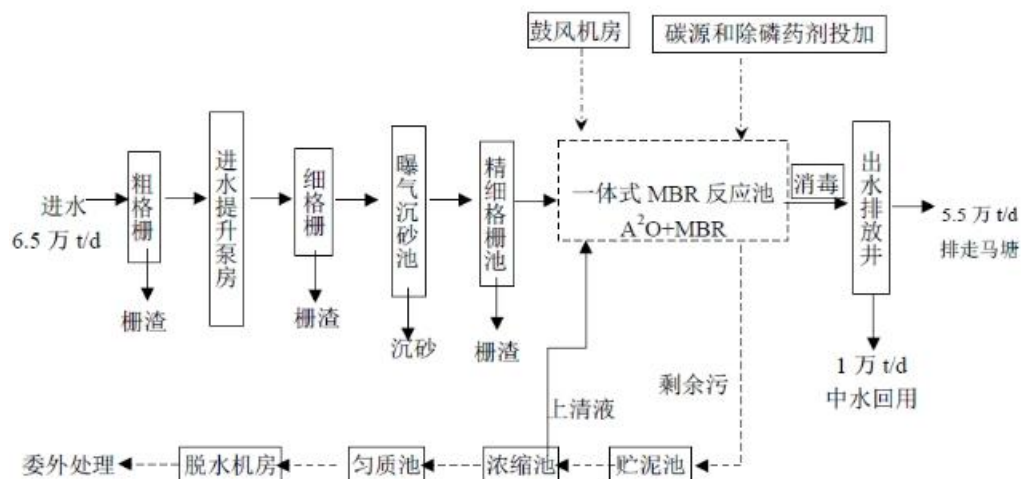 鼓风机房
碳源和除磷药剂投加
进水
6.5 万 t/d
粗格栅
进水提升泵房
细格栅
曝气沉砂池
精细格栅池
一体式 MBR 反应池
A²O+MBR
消毒
出水排放井
5.5 万 t/d
排走马塘
栅渣
栅渣
沉砂
栅渣
1 万 t/d
中水回用
剩余污
上清液
委外处理
脱水机房
匀质池
浓缩池
贮泥池